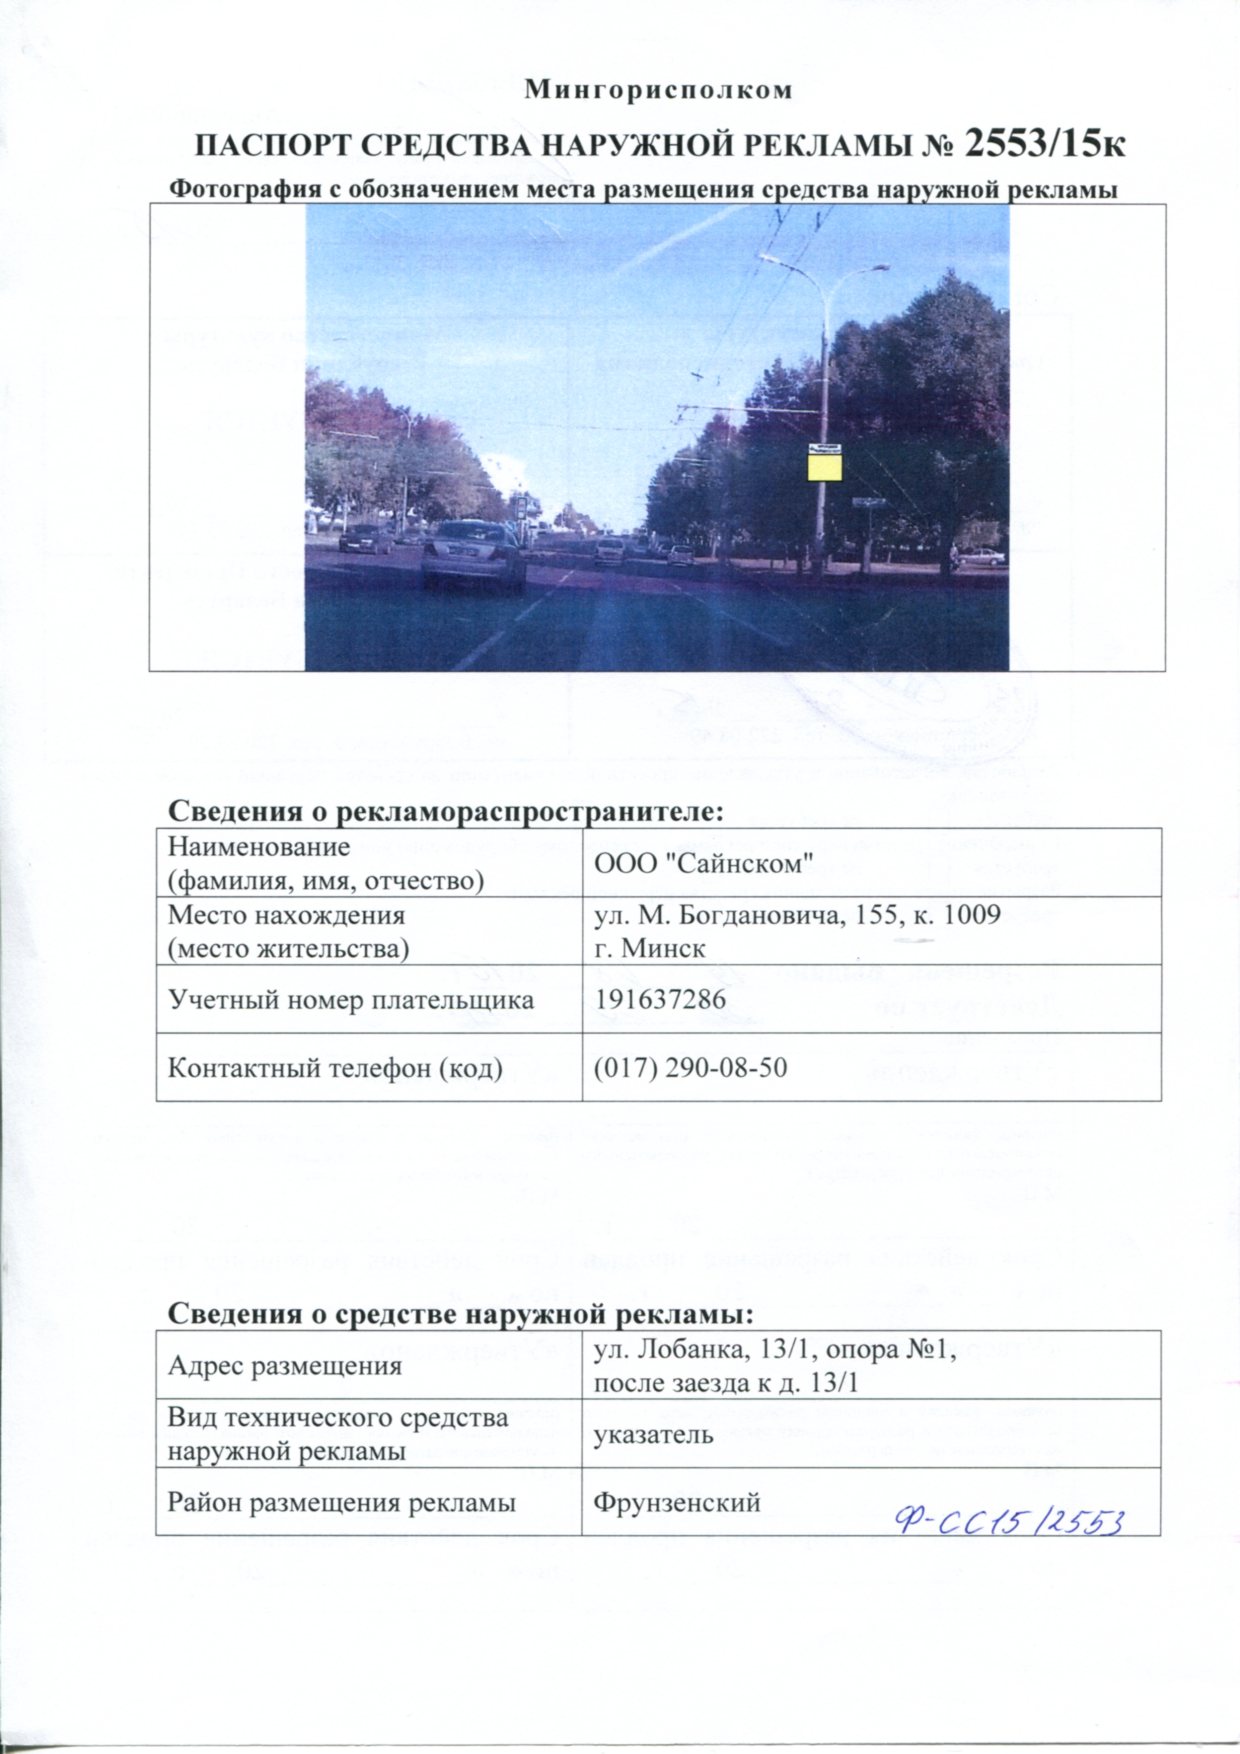 Мингорисполком
ПАСПОРТ СРЕДСТВА НАРУЖНОЙ РЕКЛАМЫ № 2553/15к
Фотография с обозначением места размещения средства наружной рекламы
Сведения о рекламораспространителе:
Наименование
(фамилия, имя, отчество)
ООО "Сайнском"
Место нахождения
(место жительства)
ул. М. Богдановича, 155, к. 1009
г. Минск
Учетный номер плательщика
191637286
Контактный телефон (код)
(017) 290-08-50
Сведения о средстве наружной рекламы:
Адрес размещения
ул. Лобанка, 13/1, опора №1,
после заезда к д. 13/1
Вид технического средства
наружной рекламы
указатель
Район размещения рекламы
Фрунзенский
Ф-СС15/2553